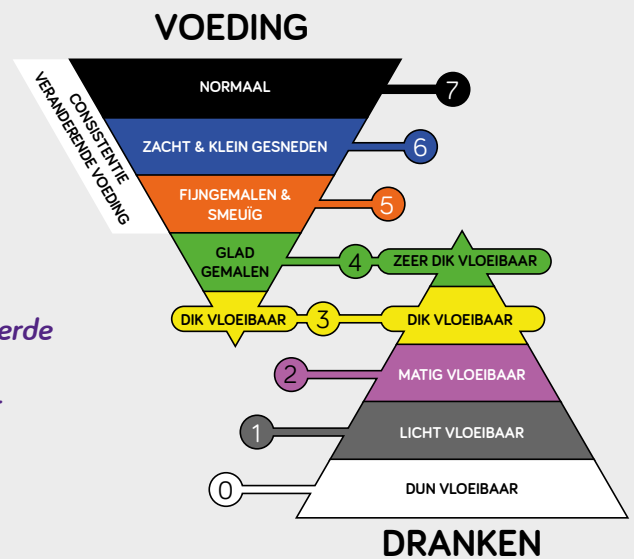 VOEDING
CONSISTENTIE
VERANDERENDE VOEDING
NORMAAL
7
ZACHT & KLEIN GESNEDEN
6
FIJNGEMALEN &
SMEUÏG
5
GLAD
GEMALEN
4
ZEER DIK VLOEIBAAR
DIK VLOEIBAAR
3
DIK VLOEIBAAR
erde
2
MATIG VLOEIBAAR
1
LICHT VLOEIBAAR
0
DUN VLOEIBAAR
DRANKEN